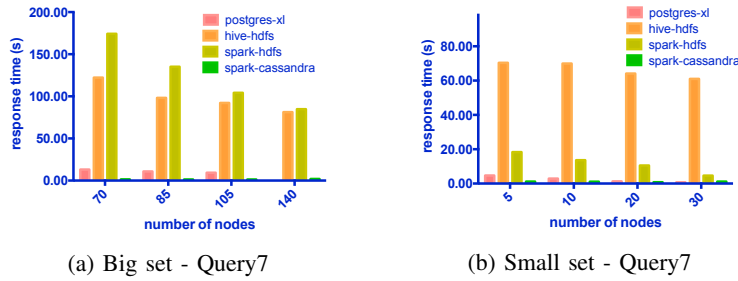 200.00
150.00
100.00
50.00
0.00
response time (s)
postgres-xl
hive-hdfs
spark-hdfs
spark-cassandra
70
85
105
140
number of nodes
(a) Big set - Query7
80.00
60.00
40.00
20.00
0.00
response time (s)
postgres-xl
hive-hdfs
spark-hdfs
spark-cassandra
5
10
20
30
number of nodes
(b) Small set - Query7